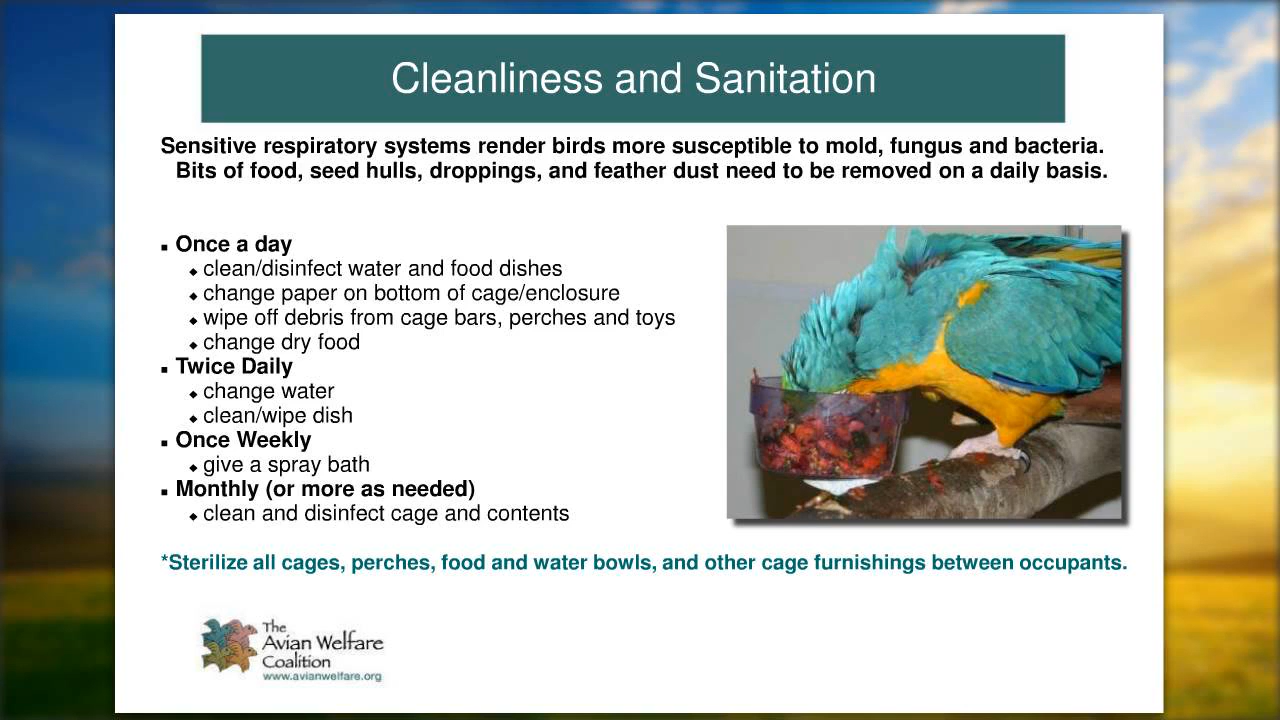 Cleanliness and Sanitation
Sensitive respiratory systems render birds more susceptible to mold, fungus and bacteria.
Bits of food, seed hulls, droppings, and feather dust need to be removed on a daily basis.
Once a day
clean/disinfect water and food dishes
change paper on bottom of cage/enclosure
wipe off debris from cage bars, perches and toys
change dry food
Twice Daily
change water
clean/wipe dish
Once Weekly
give a spray bath
Monthly (or more as needed)
clean and disinfect cage and contents
*Sterilize all cages, perches, food and water bowls, and other cage furnishings between occupants.
The
Avian Welfare
Coalition
www.avianwelfare.org